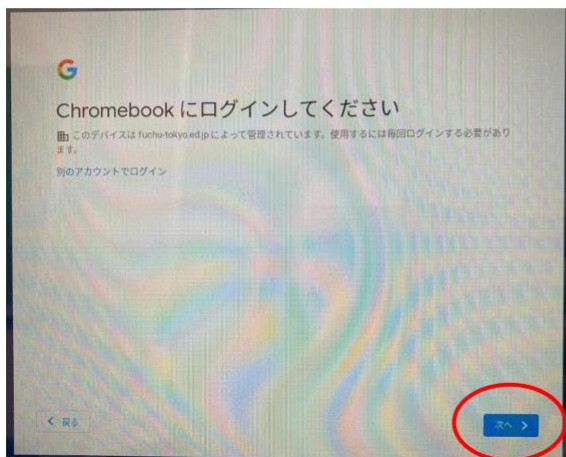 Chromebook にログインしてください
このデバイスは fuchu-tokyo.ed.jp によって管理されています。使用するには毎回ログインする必要があり
ます。
別のアカウントでログイン
戻る
次へ